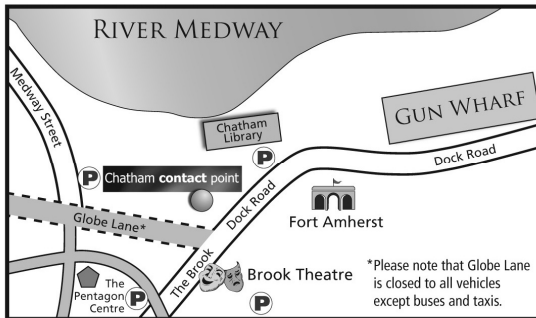 RIVER MEDWAY
Medway Street
Chatham
Library
GUN WHARF
P
P
Chatham contact point
Dock Road
Dock Road
Globe Lane*
Fort Amherst
The Brook
The
Pentagon
Centre
P
Brook Theatre
P
*Please note that Globe Lane
is closed to all vehicles
except buses and taxis.